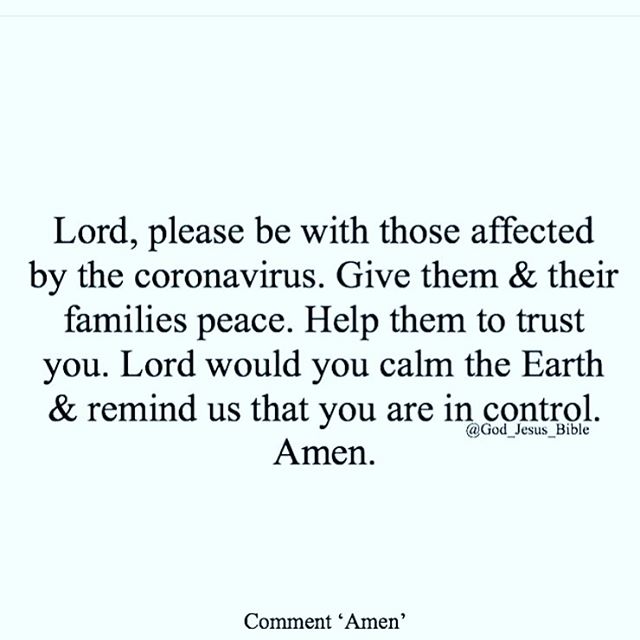 Lord, please be with those affected
by the coronavirus. Give them & their
families peace. Help them to trust
you. Lord would you calm the Earth
& remind us that you are in control.
@God_Jesus_Bible
Amen.
Comment ‘Amen’